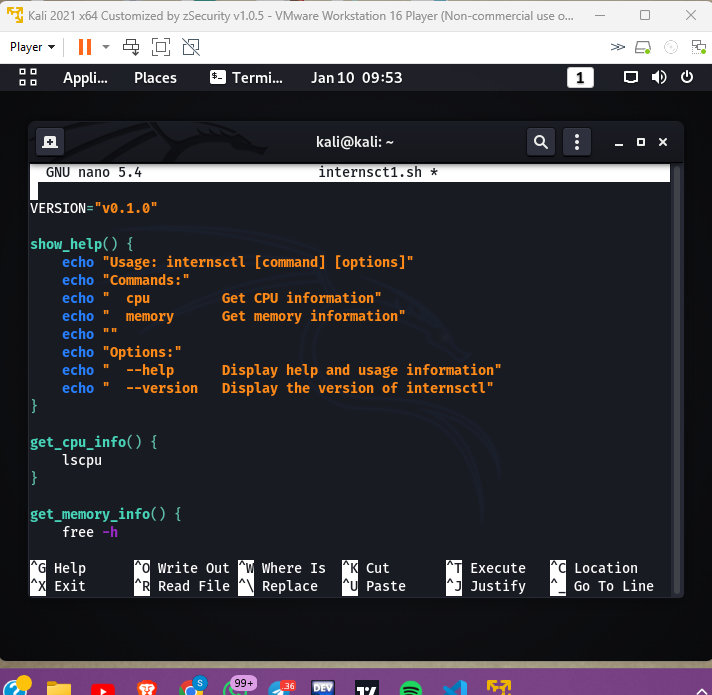 Kali 2021 x64 Customized by zSecurity v1.0.5 - VMware Workstation 16 Player (Non-commercial use o...
Player
Appli... Places Termi... Jan 10 09:53 1
kali@kali: ~
GNU nano 5.4 internsct1.sh *
VERSION="v0.1.0"
show_help() {
    echo "Usage: internsctl [command] [options]"
    echo "Commands:"
    echo "  cpu         Get CPU information"
    echo "  memory      Get memory information"
    echo ""
    echo "Options:"
    echo "  --help      Display help and usage information"
    echo "  --version   Display the version of internsctl"
}
get_cpu_info() {
    lscpu
}
get_memory_info() {
    free -h
^G Help ^O Write Out ^W Where Is ^K Cut ^T Execute ^C Location
^X Exit ^R Read File ^\ Replace ^U Paste ^J Justify ^_ Go To Line
S 99+ 36 DEV